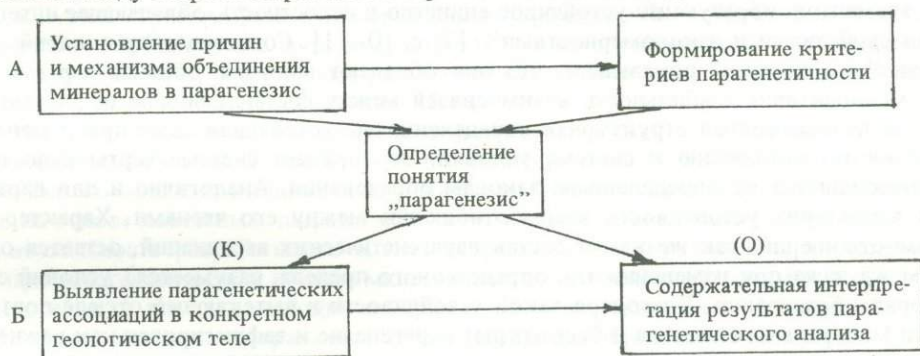 А
Установление причин
и механизма объединения
минералов в парагенезис
Формирование крите-
риев парагенетичности
Определение
понятия
„парагенезис"
(К)
(О)
Б
Выявление
ассоциаций в конкретном
геологическом теле
Содержательная интерпре-
тация результатов пара-
генетического анализа